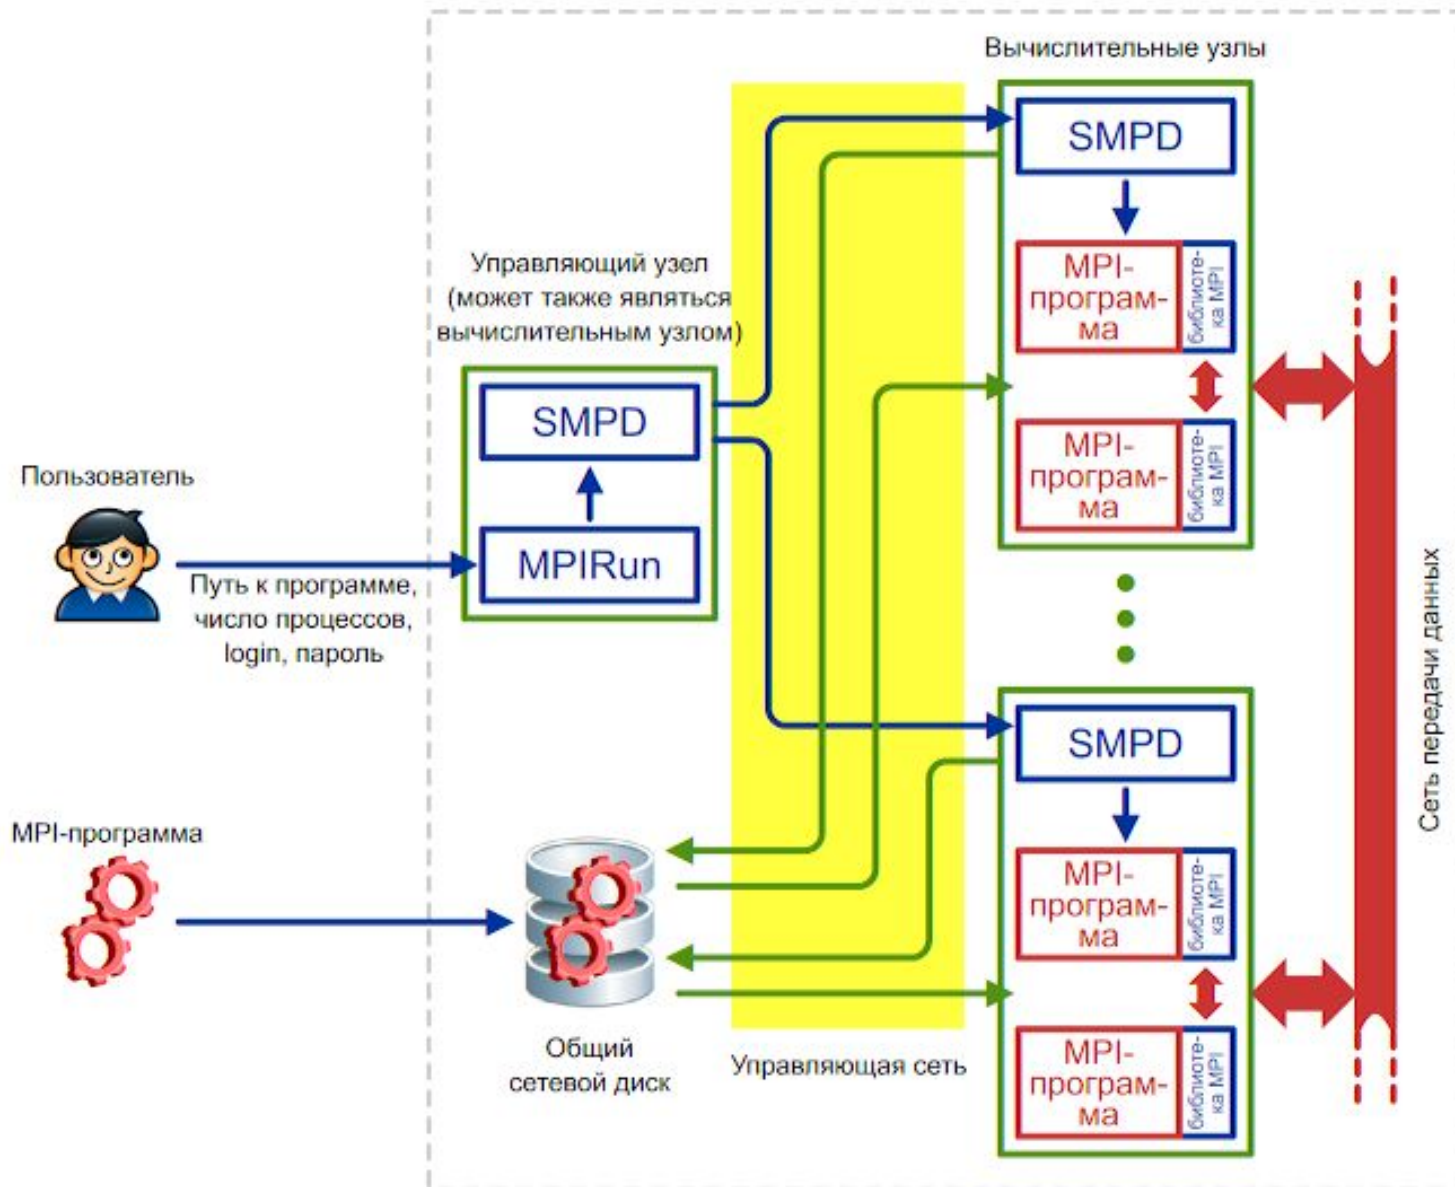 Вычислительные узлы
SMPD
MPI-
програм-
ма
библиоте-
ка MPI
MPI-
програм-
ма
библиоте-
ка MPI
Управляющий узел
(может также являться
вычислительным узлом)
SMPD
MPIRun
Пользователь
Путь к программе,
число процессов,
login, пароль
SMPD
MPI-
програм-
ма
библиоте-
ка MPI
MPI-
програм-
ма
библиоте-
ка MPI
Сеть передачи данных
MPI-программа
Общий
сетевой диск
Управляющая сеть